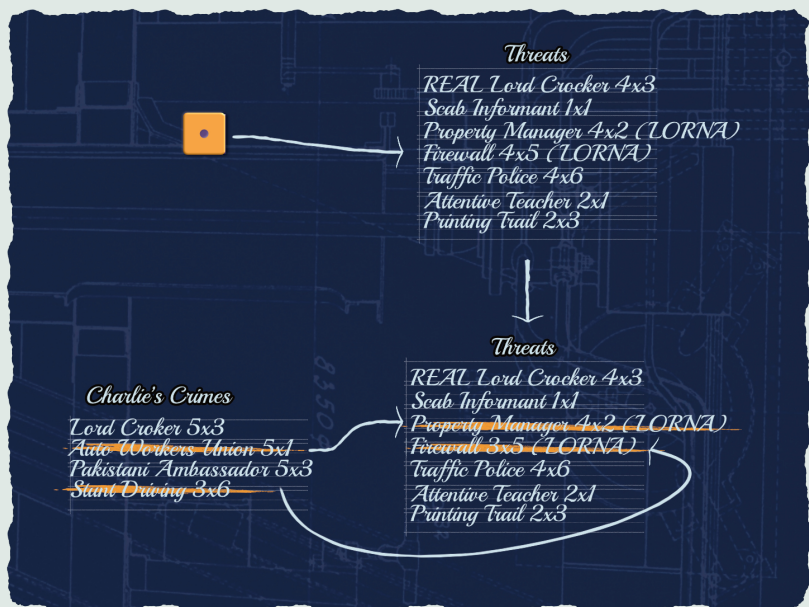 Threats
REAL Lord Crocker 4x3
Scab Informant 1x1
Property Manager 4x2 (LORNA)
Firewall 4x5 (LORNA)
Traffic Police 4x6
Attentive Teacher 2x1
Printing Trail 2x3
Threats
REAL Lord Crocker 4x3
Scab Informant 1x1
Property Manager 4x2 (LORNA)
Firewall 3x5 (LORNA)
Traffic Police 4x6
Attentive Teacher 2x1
Printing Trail 2x3
Charlie's Crimes
Lord Croker 5x3
Auto Workers Union 5x1
Pakistani Ambassador 5x3
Stunt Driving 3x6